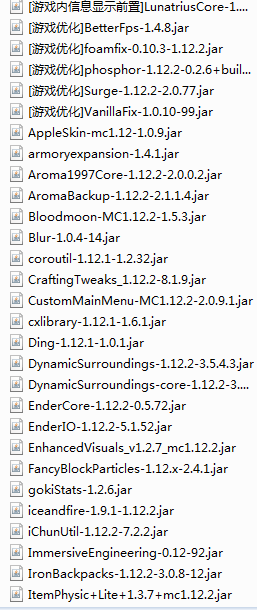 [游戏内信息显示前置]LunatriusCore-1....
[游戏优化]BetterFps-1.4.8.jar
[游戏优化]foamfix-0.10.3-1.12.2.jar
[游戏优化]phosphor-1.12.2-0.2.6+buil...
[游戏优化]Surge-1.12.2-2.0.77.jar
[游戏优化]VanillaFix-1.0.10-99.jar
AppleSkin-mc1.12-1.0.9.jar
armoryexpansion-1.4.1.jar
Aroma1997Core-1.12.2-2.0.0.2.jar
AromaBackup-1.12.2-2.1.1.4.jar
Bloodmoon-MC1.12.2-1.5.3.jar
Blur-1.0.4-14.jar
coroutil-1.12.1-1.2.32.jar
CraftingTweaks_1.12.2-8.1.9.jar
CustomMainMenu-MC1.12.2-2.0.9.1.jar
cxlibrary-1.12.1-1.6.1.jar
Ding-1.12.1-1.0.1.jar
DynamicSurroundings-1.12.2-3.5.4.3.jar
DynamicSurroundings-core-1.12.2-3....
EnderCore-1.12.2-0.5.72.jar
EnderIO-1.12.2-5.1.52.jar
EnhancedVisuals_v1.2.7_mc1.12.2.jar
FancyBlockParticles-1.12.x-2.4.1.jar
gokiStats-1.2.6.jar
iceandfire-1.9.1-1.12.2.jar
iChunUtil-1.12.2-7.2.2.jar
ImmersiveEngineering-0.12-92.jar
IronBackpacks-1.12.2-3.0.8-12.jar
ItemPhysic+Lite+1.3.7+mc1.12.2.jar